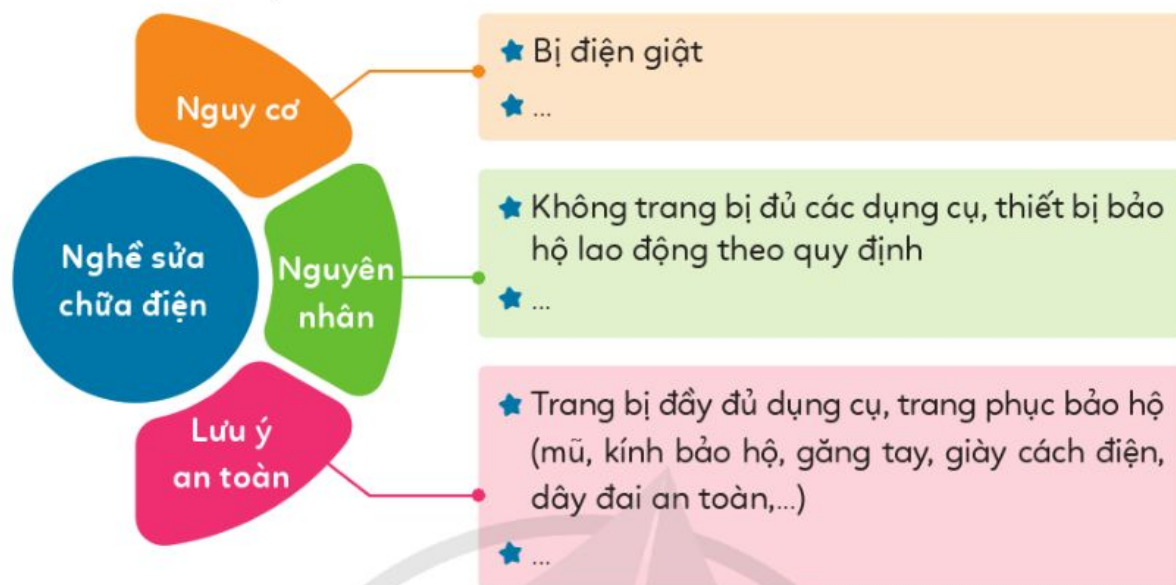 Nguy cơ
Bị điện giật
...
Nghề sửa
chữa điện
Nguyên
nhân
Không trang bị đủ các dụng cụ, thiết bị bảo
hộ lao động theo quy định
...
Lưu ý
an toàn
Trang bị đầy đủ dụng cụ, trang phục bảo hộ
(mũ, kính bảo hộ, găng tay, giày cách điện,
dây đai an toàn,...)
...